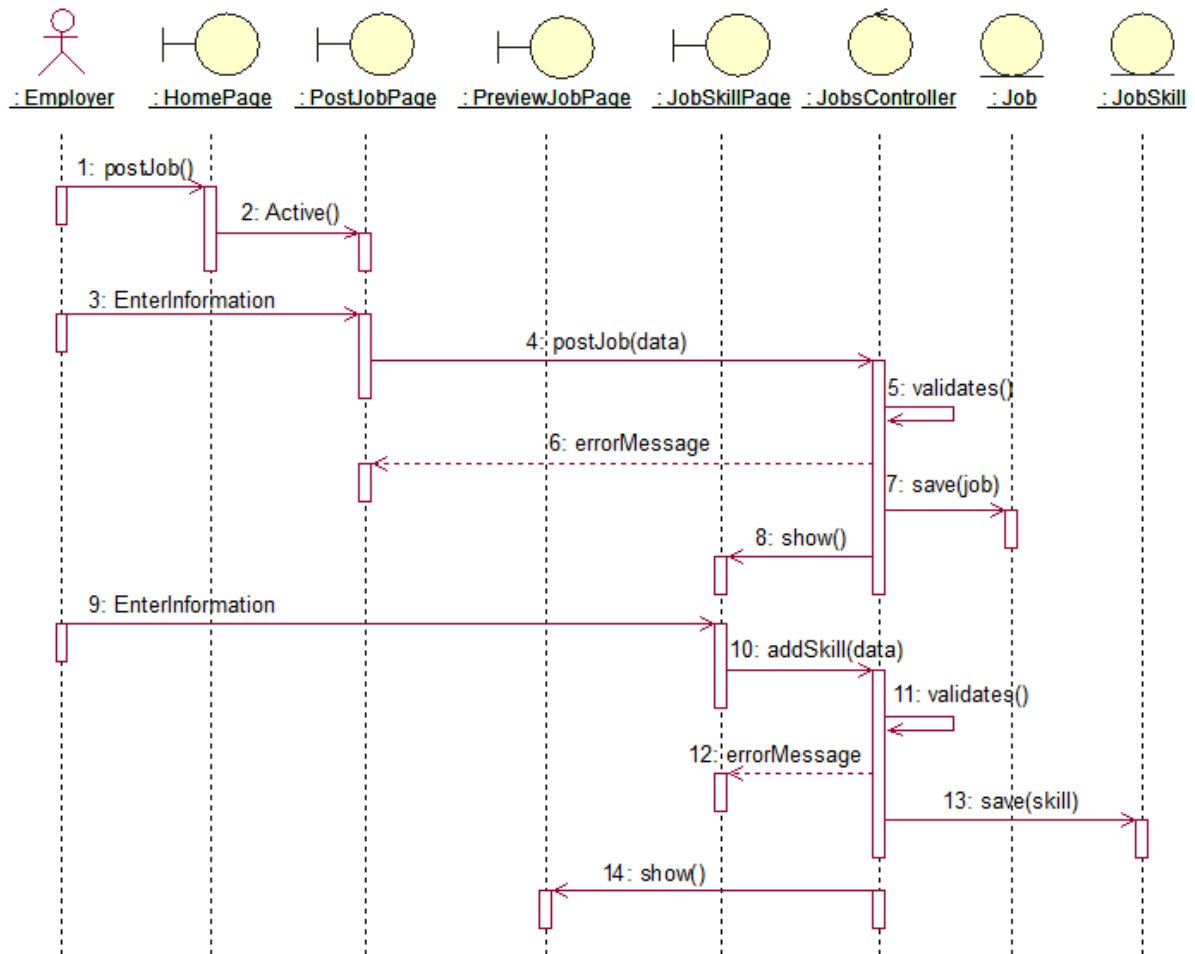 : Employer
: HomePage
: PostJobPage
: PreviewJobPage
: JobSkillPage
: JobsController
: Job
: JobSkill
1: postJob()
2: Active()
3: EnterInformation
4: postJob(data)
5: validates()
6: errorMessage
7: save(job)
8: show()
9: EnterInformation
10: addSkill(data)
11: validates()
12: errorMessage
13: save(skill)
14: show()